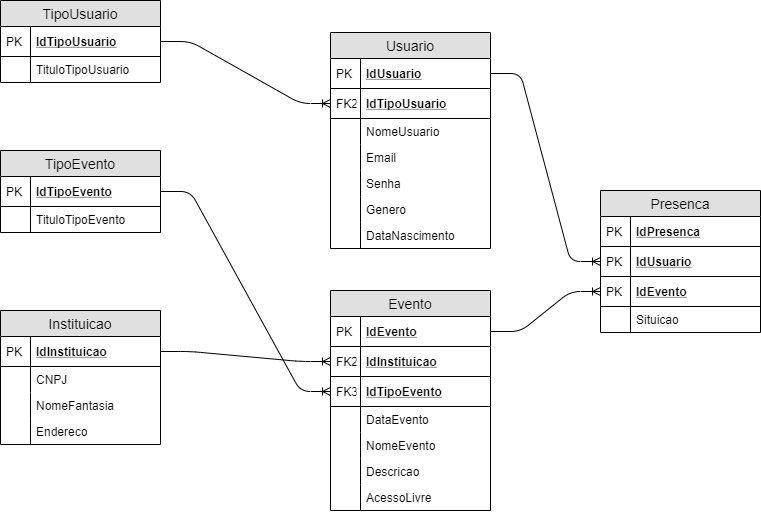 TipoUsuario
PK IdTipoUsuario
TituloTipoUsuario
TipoEvento
PK IdTipoEvento
TituloTipoEvento
Instituicao
PK IdInstituicao
CNPJ
NomeFantasia
Endereco
Usuario
PK IdUsuario
FK2 IdTipoUsuario
NomeUsuario
Email
Senha
Genero
DataNascimento
Evento
PK IdEvento
FK2 IdInstituicao
FK3 IdTipoEvento
DataEvento
NomeEvento
Descricao
AcessoLivre
Presenca
PK IdPresenca
PK IdUsuario
PK IdEvento
Situicao